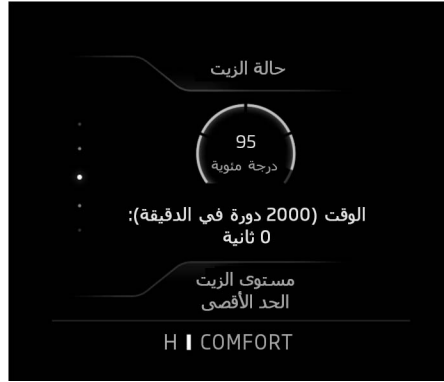 حالة الزيت
95
درجة مئوية
الوقت (2000 دورة في الدقيقة):
0 ثانية
مستوى الزيت
الحد الأقصى
H COMFORT